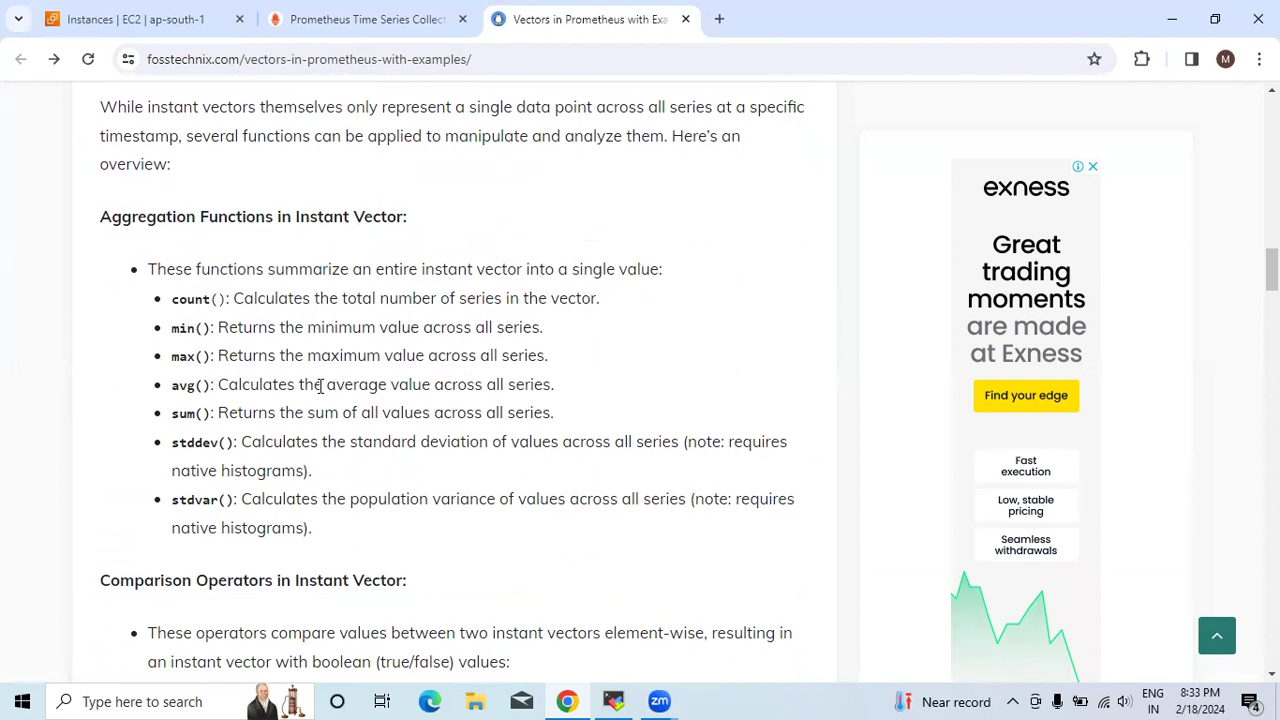 Instances | EC2 | ap-south-1
Prometheus Time Series Collect
Vectors in Prometheus with Exa
fosstechnix.com/vectors-in-prometheus-with-examples/
M
While instant vectors themselves only represent a single data point across all series at a specific
timestamp, several functions can be applied to manipulate and analyze them. Here's an
overview:
Aggregation Functions in Instant Vector:
These functions summarize an entire instant vector into a single value:
count(): Calculates the total number of series in the vector.
min(): Returns the minimum value across all series.
max(): Returns the maximum value across all series.
avg(): Calculates the average value across all series.
sum(): Returns the sum of all values across all series.
stddev(): Calculates the standard deviation of values across all series (note: requires
native histograms).
stdvar(): Calculates the population variance of values across all series (note: requires
native histograms).
Comparison Operators in Instant Vector:
These operators compare values between two instant vectors element-wise, resulting in
an instant vector with boolean (true/false) values:
exness
Great
trading
moments
are made
at Exness
Find your edge
Fast
execution
Low, stable
pricing
Seamless
withdrawals
Type here to search
zm
Near record
ENG
IN
8:33 PM
2/18/2024
4